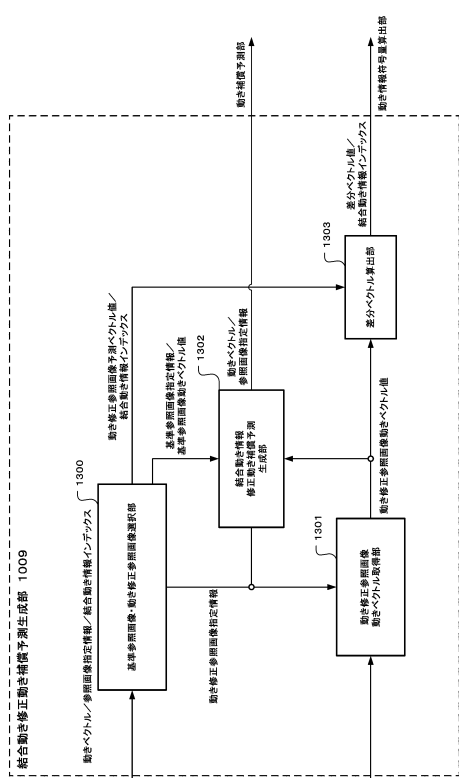 結合動き修正動き補償予測生成部 1009
動きベクトル／参照画像指定情報／結合動き情報インデックス
1300
基準参照画像・動き修正参照画像選択部
動き修正参照画像予測ベクトル値／
結合動き情報インデックス
基準参照画像指定情報／
基準参照画像動きベクトル値
1302
結合動き情報
修正動き補償予測
生成部
動きベクトル／
参照画像指定情報
動き補償予測部
動き修正参照画像指定情報
1301
動き修正参照画像
動きベクトル取得部
動き修正参照画像動きベクトル値
1303
差分ベクトル算出部
差分ベクトル値／
結合動き情報インデックス
動き情報符号量算出部